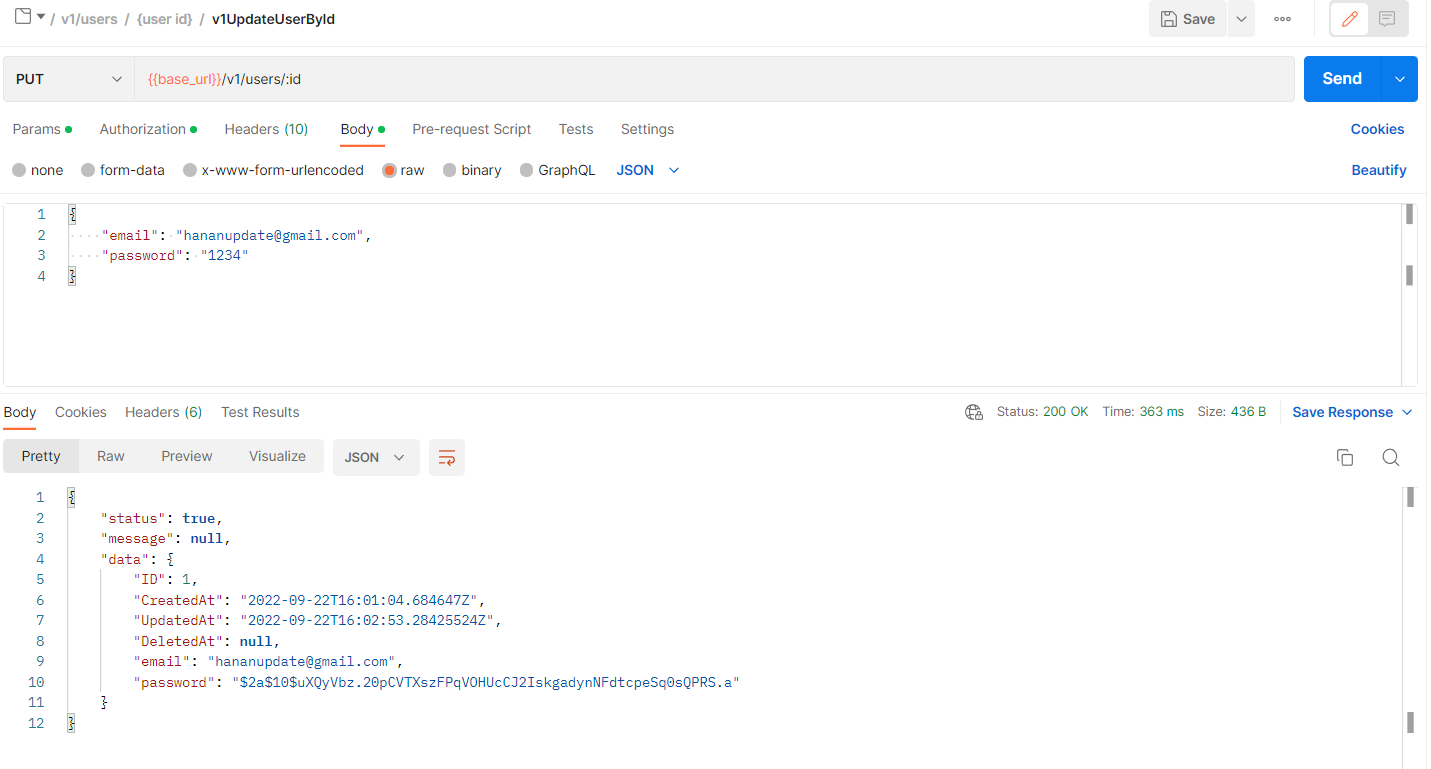 / v1/users / {user id} / v1UpdateUserById Save
PUT {{base_url}}/v1/users/:id Send
Params Authorization Headers (10) Body Pre-request Script Tests Settings Cookies
none form-data x-www-form-urlencoded raw binary GraphQL JSON Beautify
1 {
2 "email": "hananupdate@gmail.com",
3 "password": "1234"
4 }
Body Cookies Headers (6) Test Results Status: 200 OK Time: 363 ms Size: 436 B Save Response
Pretty Raw Preview Visualize JSON
1 {
2 "status": true,
3 "message": null,
4 "data": {
5 "ID": 1,
6 "CreatedAt": "2022-09-22T16:01:04.684647Z",
7 "UpdatedAt": "2022-09-22T16:02:53.28425524Z",
8 "DeletedAt": null,
9 "email": "hananupdate@gmail.com",
10 "password": "$2a$10$uXQyVbz.20pCVTXszFPqVOHUcCJ2IskgadynNFdtcpeSq0sQPRS.a"
11 }
12 }